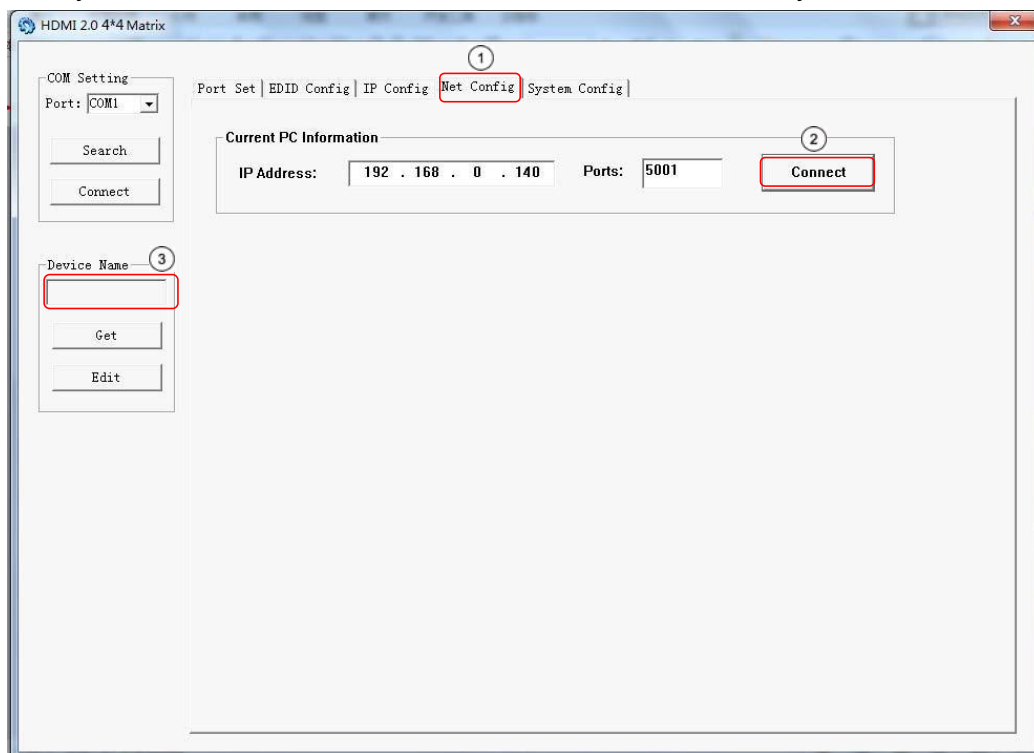 HDMI 2.0 4*4 Matrix
x
1
COM Setting
Port: COM1
Search
Connect
Port Set EDID Config IP Config Net Config System Config
Current PC Information
2
IP Address: 192 . 168 . 0 . 140 Ports: 5001 Connect
Device Name
3
Get
Edit